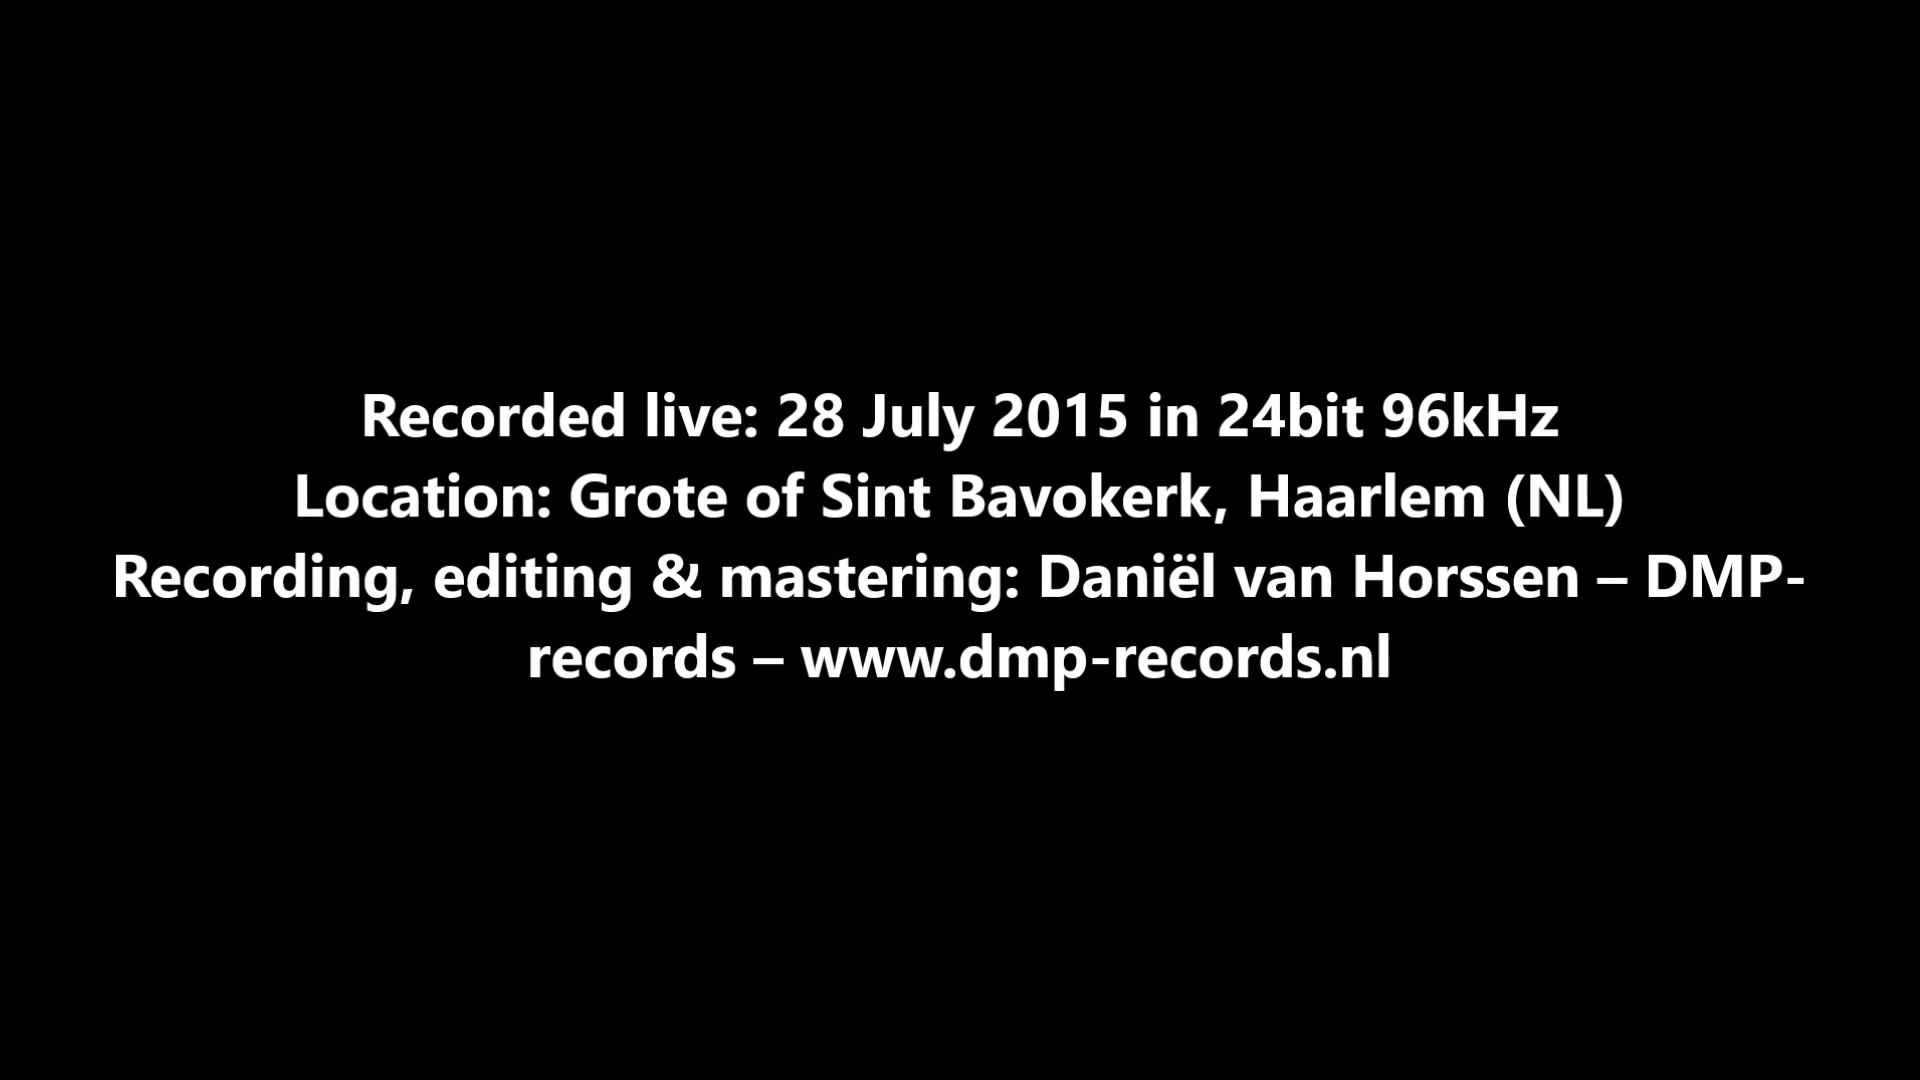 Recorded live: 28 July 2015 in 24bit 96kHz
Location: Grote of Sint Bavokerk, Haarlem (NL)
Recording, editing & mastering: Daniël van Horssen – DMP-
records – www.dmp-records.nl